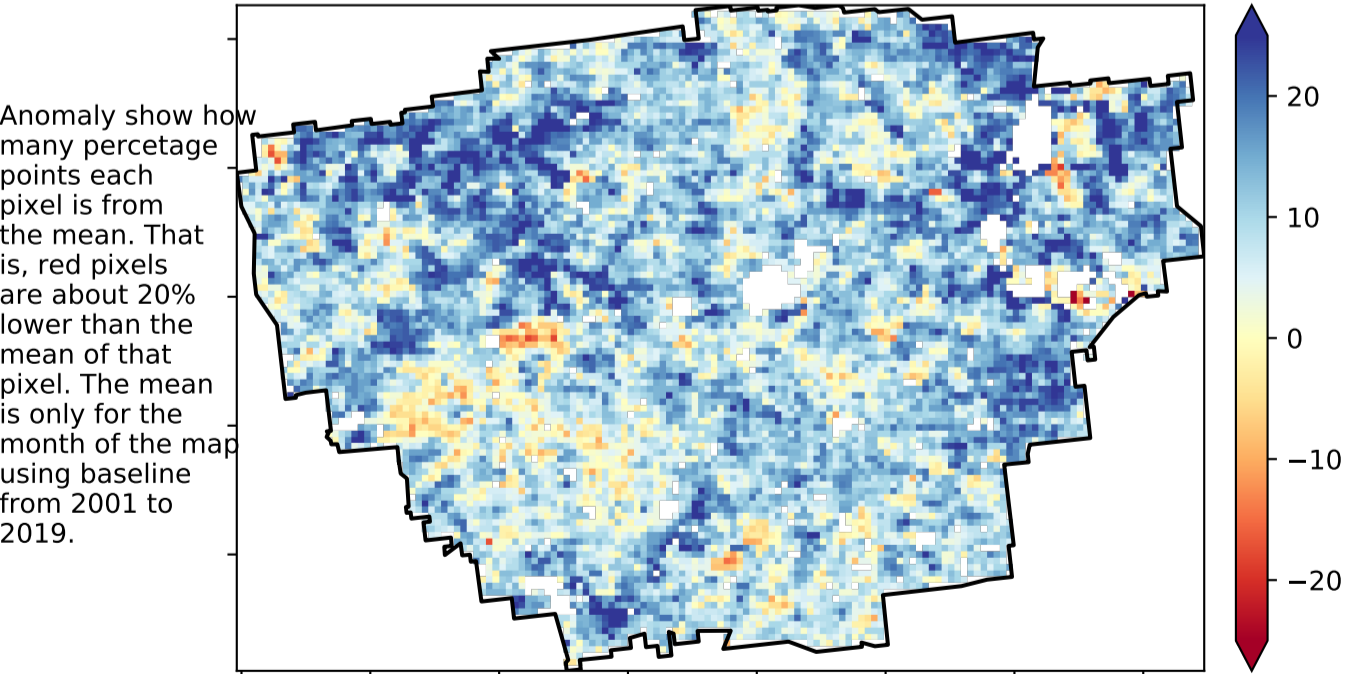 Anomaly show how
many percetage
points each
pixel is from
the mean. That
is, red pixels
are about 20%
lower than the
mean of that
pixel. The mean
is only for the
month of the map
using baseline
from 2001 to
2019.
20
10
0
−10
−20